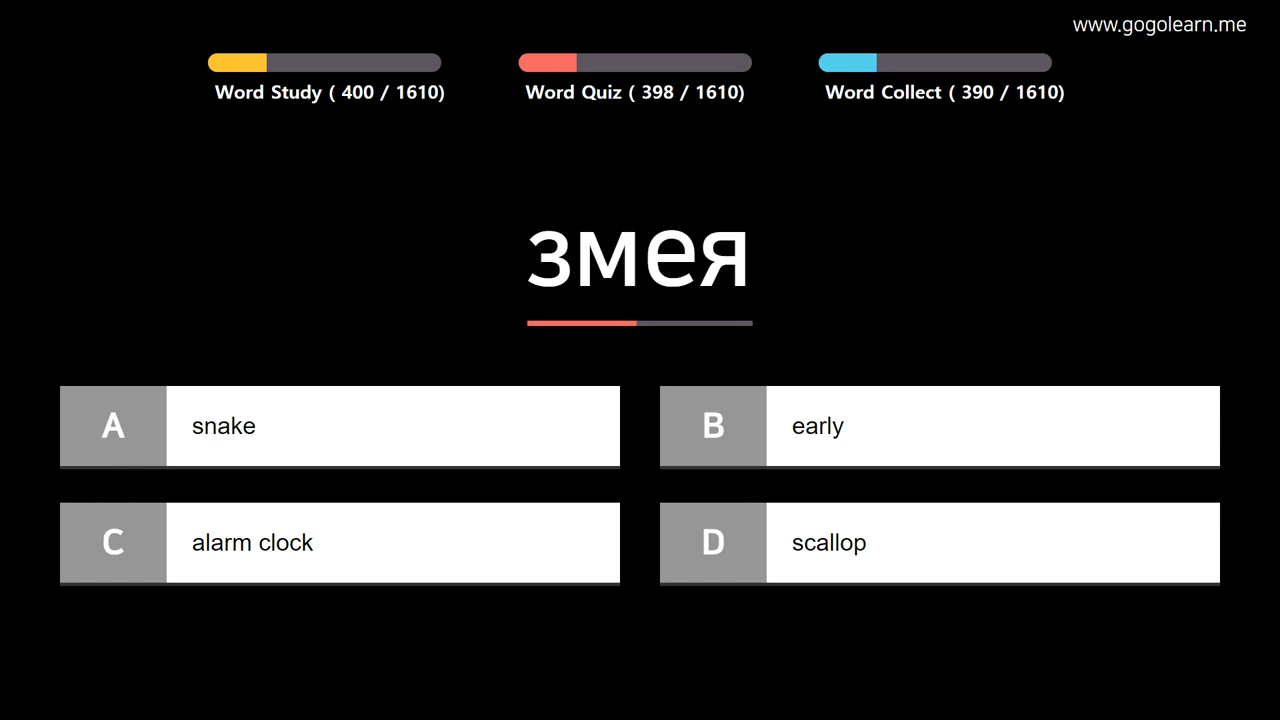 www.gogolearn.me
Word Study ( 400 / 1610)
Word Quiz ( 398 / 1610)
Word Collect ( 390 / 1610)
змея
A snake
B early
C alarm clock
D scallop